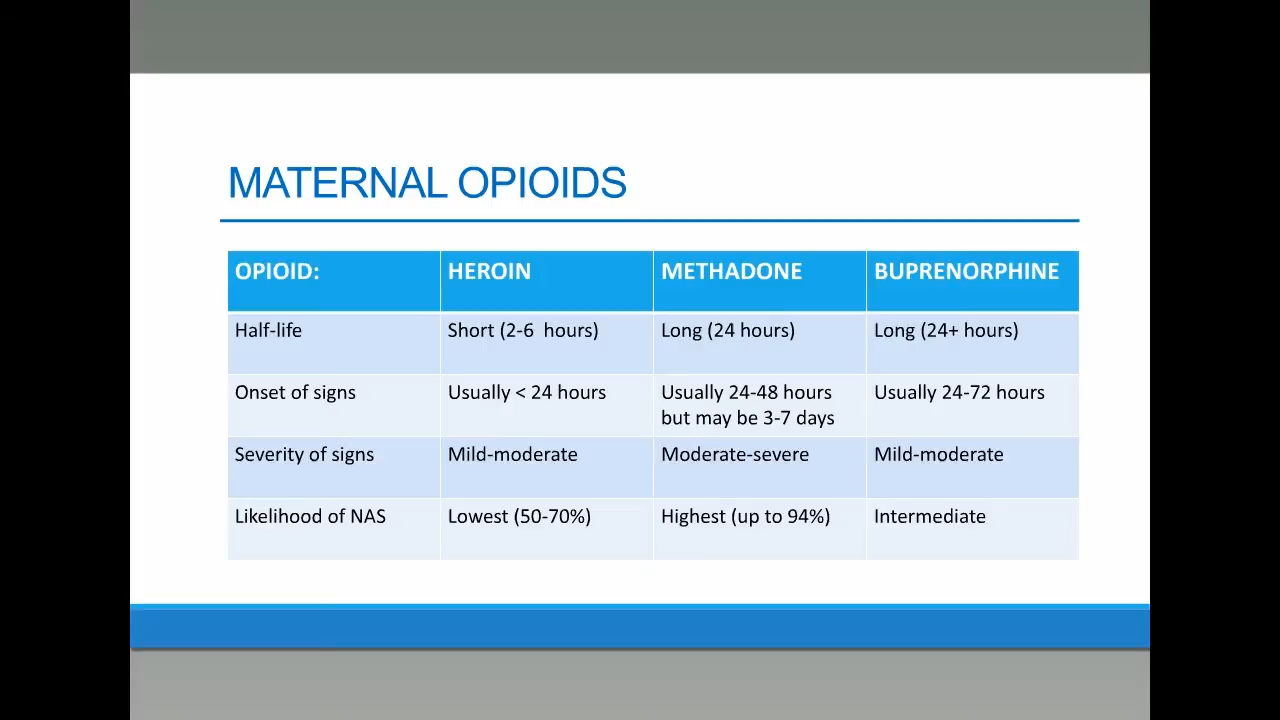 MATERNAL OPIOIDS
OPIOID: HEROIN METHADONE BUPRENORPHINE
Half-life Short (2-6 hours) Long (24 hours) Long (24+ hours)
Onset of signs Usually < 24 hours Usually 24-48 hours Usually 24-72 hours
but may be 3-7 days
Severity of signs Mild-moderate Moderate-severe Mild-moderate
Likelihood of NAS Lowest (50-70%) Highest (up to 94%) Intermediate